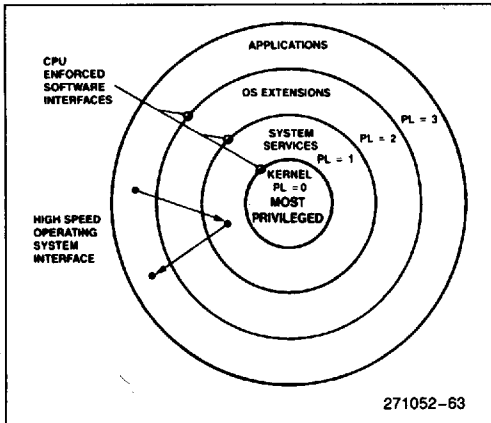 APPLICATIONS
CPU
ENFORCED
SOFTWARE
INTERFACES
OS EXTENSIONS
PL = 3
SYSTEM
SERVICES
PL = 2
PL = 1
KERNEL
PL = 0
MOST
PRIVILEGED
HIGH SPEED
OPERATING
SYSTEM
INTERFACE
271052–63